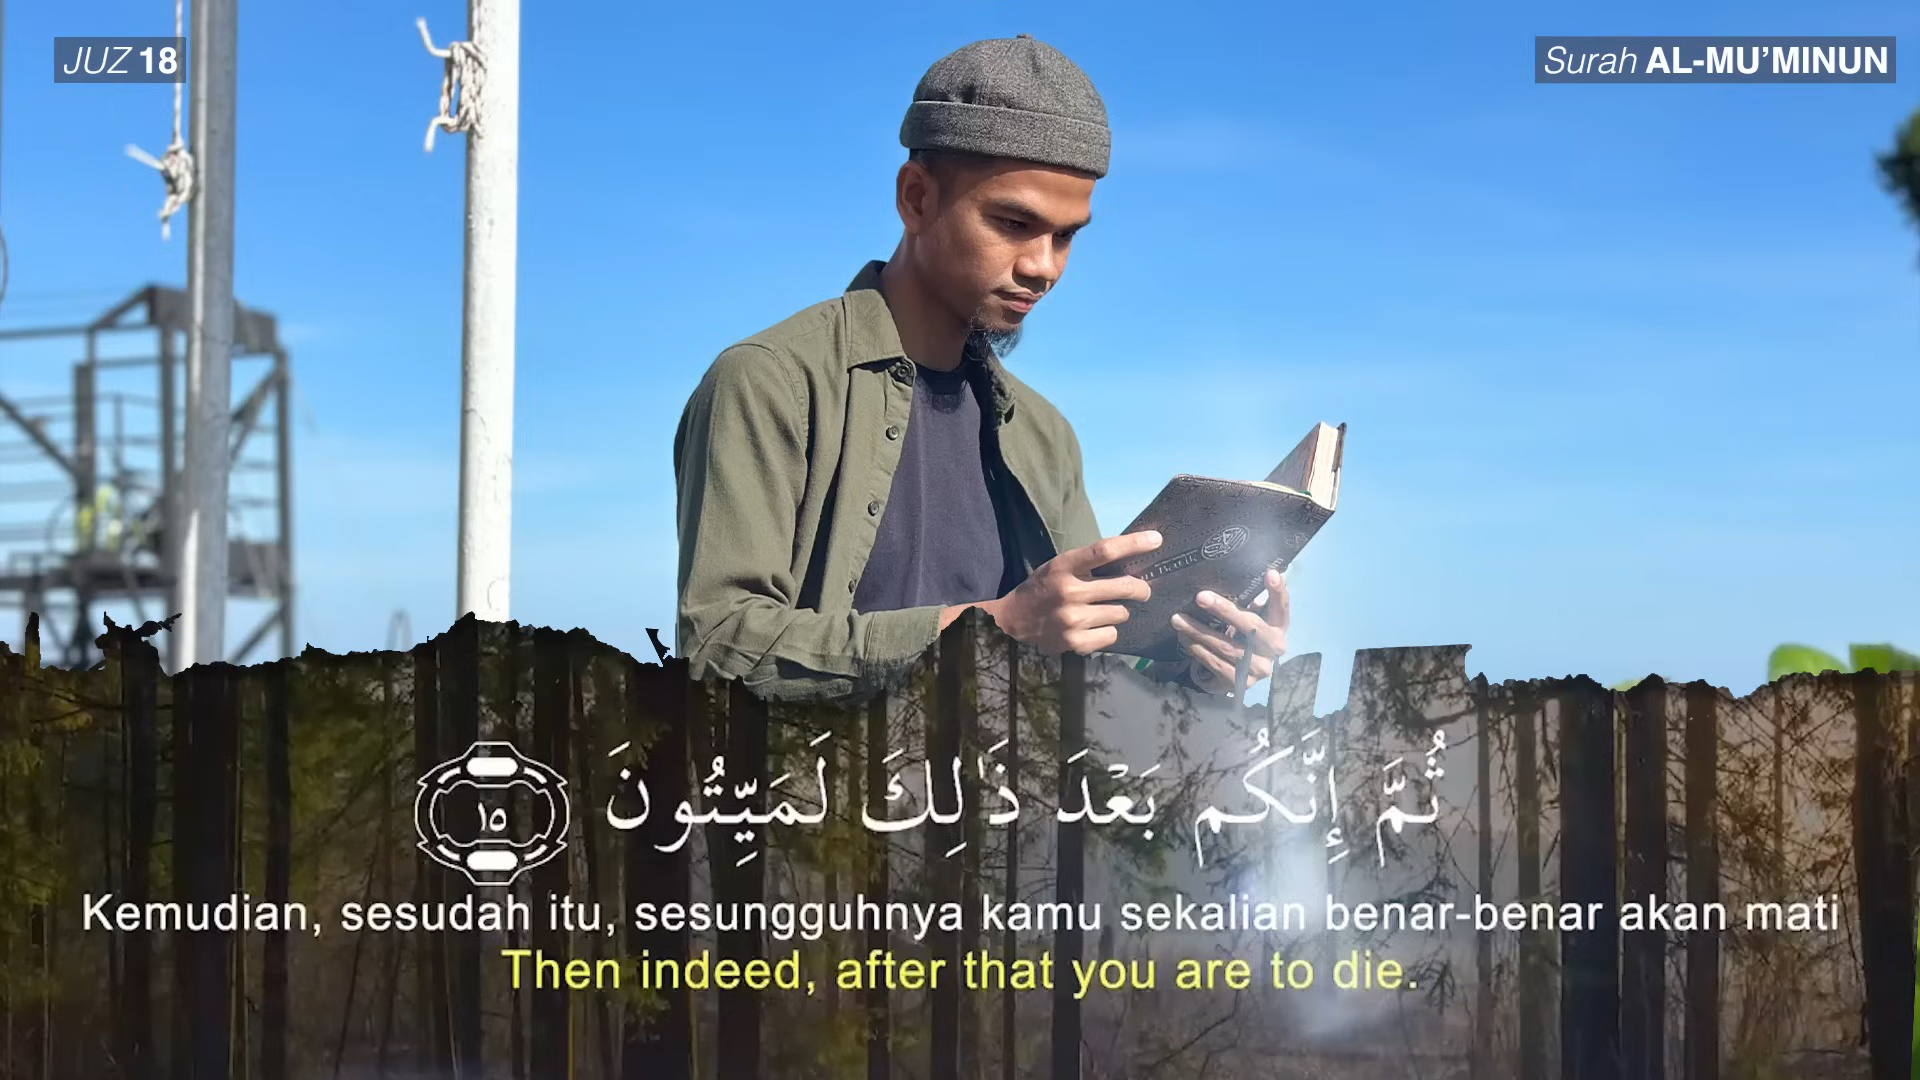 JUZ 18
Surah AL-MU’MINUN
ثُمَّ إِنَّكُم بَعْدَ ذَٰلِكَ لَمَيِّتُونَ ١٥
Kemudian, sesudah itu, sesungguhnya kamu sekalian benar-benar akan mati
Then indeed, after that you are to die.